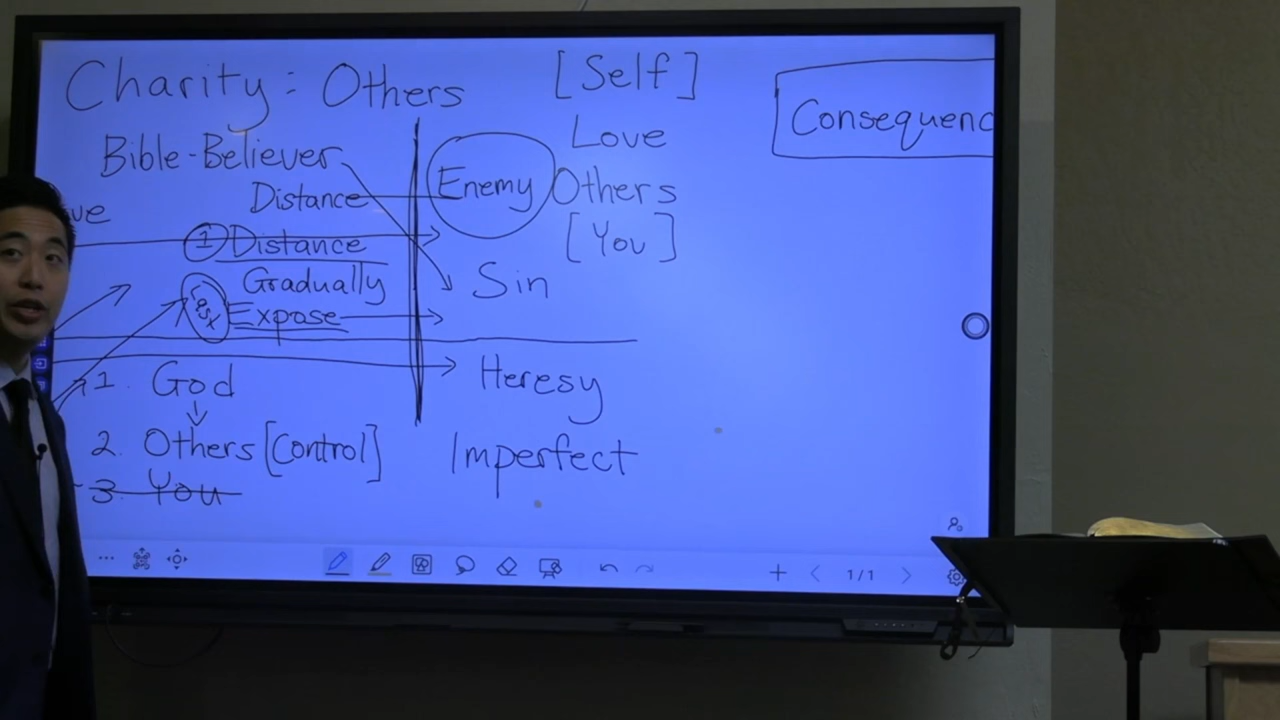 Charity: Others [Self]
Consequenc
Love
Bible-Believer
Enemy Others
Distance
ve
① Distance [You]
Gradually Sin
Expose
1. God Heresy
2. Others [Control] Imperfect
3. You
1/1